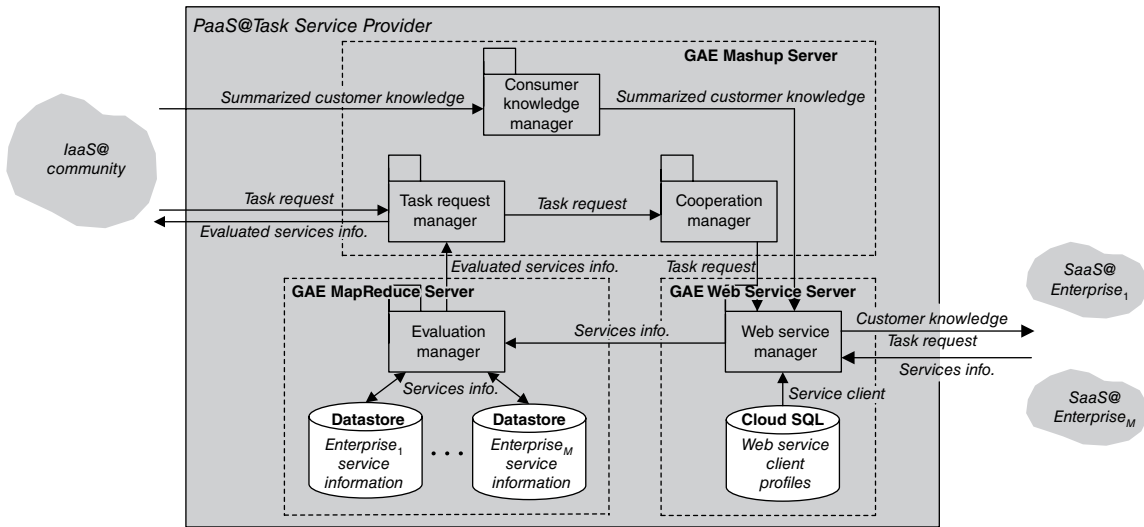 PaaS@Task Service Provider
GAE Mashup Server
Consumer
knowledge
manager
Summarized customer knowledge
Summarized custormer knowledge
IaaS@
community
Task request
manager
Cooperation
manager
Task request
Task request
Evaluated services info.
Evaluated services info.
Task request
GAE MapReduce Server
GAE Web Service Server
SaaS@
Enterprise1
Evaluation
manager
Services info.
Web service
manager
Customer knowledge
Task request
Services info.
Services info.
Service client
Datastore
Enterprise1
service
information
. . .
Datastore
EnterpriseM
service
information
Cloud SQL
Web service
client
profiles
SaaS@
EnterpriseM